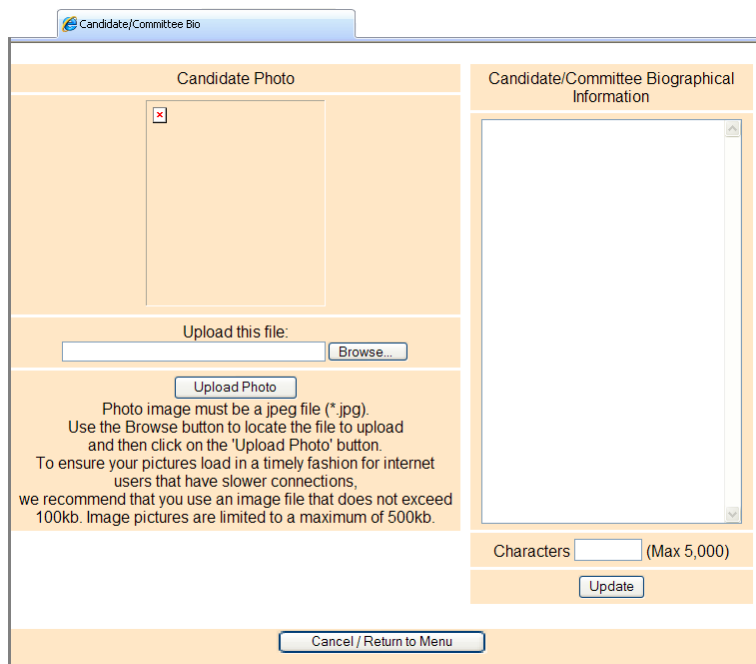 Candidate/Committee Bio
Candidate Photo
Upload this file:
Browse...
Upload Photo
Photo image must be a jpeg file (*.jpg).
Use the Browse button to locate the file to upload
and then click on the 'Upload Photo' button.
To ensure your pictures load in a timely fashion for internet
users that have slower connections,
we recommend that you use an image file that does not exceed
100kb. Image pictures are limited to a maximum of 500kb.
Candidate/Committee Biographical
Information
Characters (Max 5,000)
Update
Cancel / Return to Menu